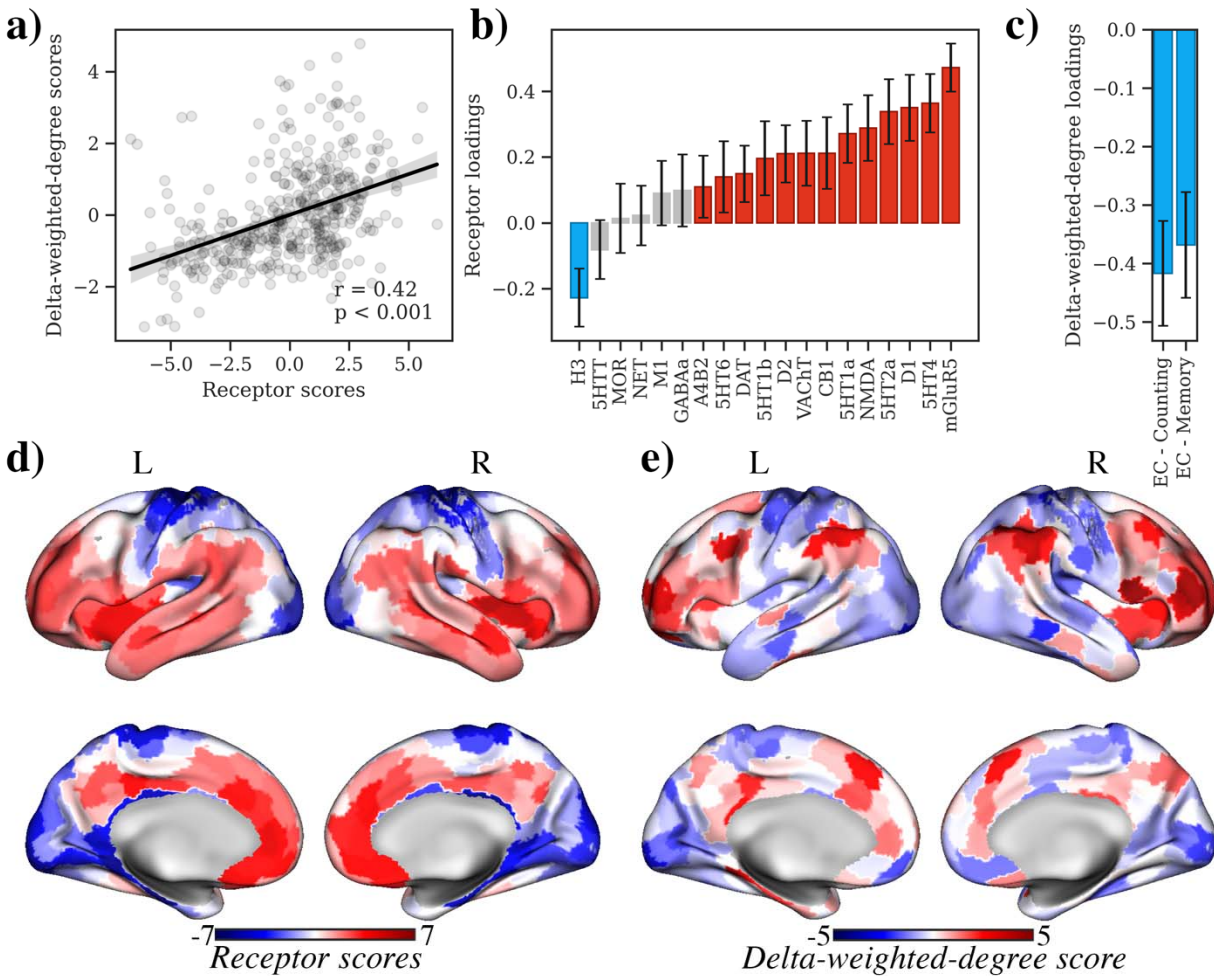 a)
Delta-weighted-degree scores
4
2
0
−2
−5.0
−2.5
0.0
2.5
5.0
Receptor scores
r = 0.42
p < 0.001
b)
Receptor loadings
0.4
0.2
0.0
−0.2
H3
5HTT
MOR
NET
M1
GABAa
A4B2
5HT6
DAT
5HT1b
D2
VAChT
CB1
5HT1a
NMDA
5HT2a
D1
5HT4
mGluR5
c)
Delta-weighted-degree loadings
0.0
−0.1
−0.2
−0.3
−0.4
−0.5
EC - Counting
EC - Memory
d)
L
R
-7
7
Receptor scores
e)
L
R
-5
5
Delta-weighted-degree score